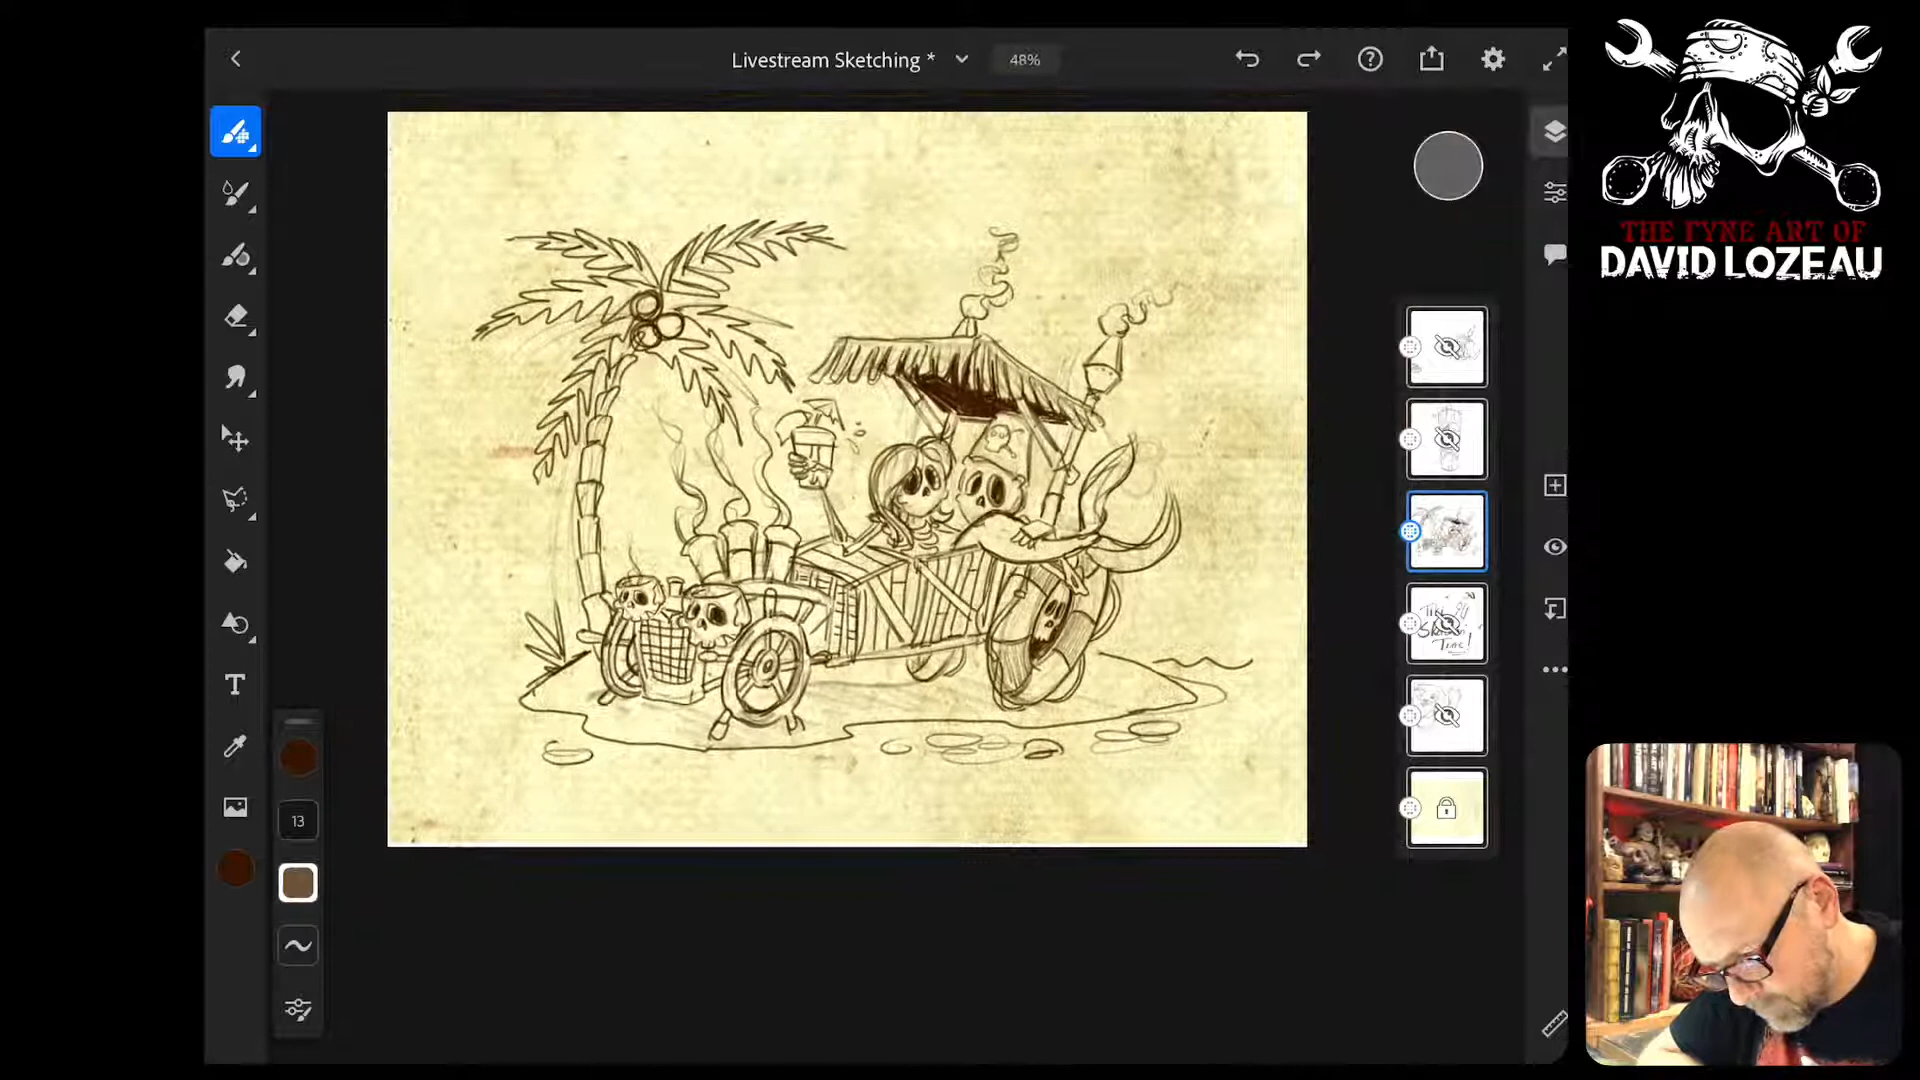 Livestream Sketching *
48%
THE FYNE ART OF
DAVID LOZEAU
T
13